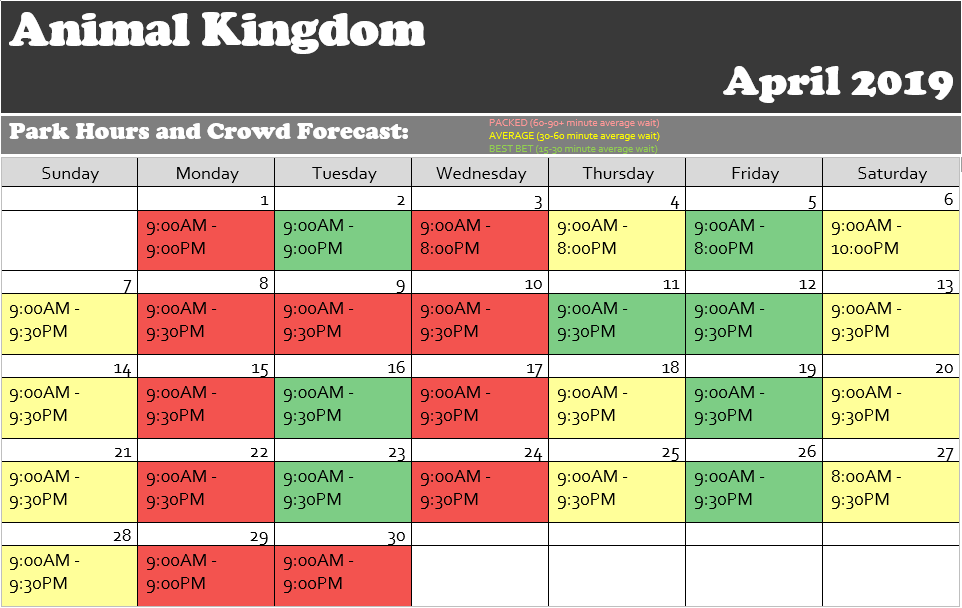 Animal Kingdom
April 2019
Park Hours and Crowd Forecast:
PACKED (60-90+ minute average wait)
AVERAGE (30-60 minute average wait)
BEST BET (15-30 minute average wait)
Sunday Monday Tuesday Wednesday Thursday Friday Saturday
1 2 3 4 5 6
9:00AM - 9:00AM - 9:00AM - 9:00AM - 9:00AM - 9:00AM -
9:00PM 9:00PM 8:00PM 8:00PM 8:00PM 10:00PM
7 8 9 10 11 12 13
9:00AM - 9:00AM - 9:00AM - 9:00AM - 9:00AM - 9:00AM - 9:00AM -
9:30PM 9:30PM 9:30PM 9:30PM 9:30PM 9:30PM 9:30PM
14 15 16 17 18 19 20
9:00AM - 9:00AM - 9:00AM - 9:00AM - 9:00AM - 9:00AM - 9:00AM -
9:30PM 9:30PM 9:30PM 9:30PM 9:30PM 9:30PM 9:30PM
21 22 23 24 25 26 27
9:00AM - 9:00AM - 9:00AM - 9:00AM - 9:00AM - 9:00AM - 8:00AM -
9:30PM 9:30PM 9:30PM 9:30PM 9:30PM 9:30PM 9:30PM
28 29 30
9:00AM - 9:00AM - 9:00AM -
9:30PM 9:00PM 9:00PM